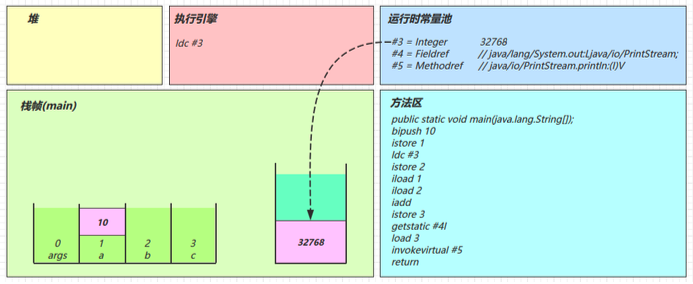 堆
执行引擎
ldc #3
运行时常量池
#3 = Integer 32768
#4 = Fieldref // java/lang/System.out:Ljava/io/PrintStream;
#5 = Methodref // java/io/PrintStream.println:(I)V
栈帧(main)
10
0 1 2 3
args a b c
32768
方法区
public static void main(java.lang.String[]);
bipush 10
istore 1
ldc #3
istore 2
iload 1
iload 2
iadd
istore 3
getstatic #4I
load 3
invokevirtual #5
return